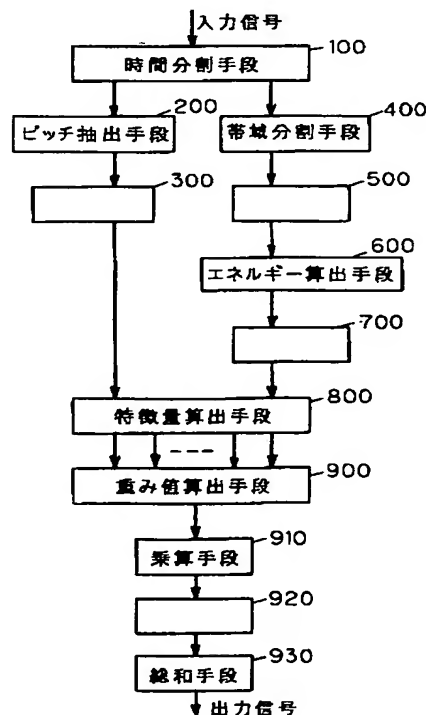 入力信号
100
時間分割手段
200
400
ピッチ抽出手段
帯域分割手段
300
500
600
エネルギー算出手段
700
800
特徴量算出手段
---
900
重み値算出手段
910
乗算手段
920
930
総和手段
出力信号